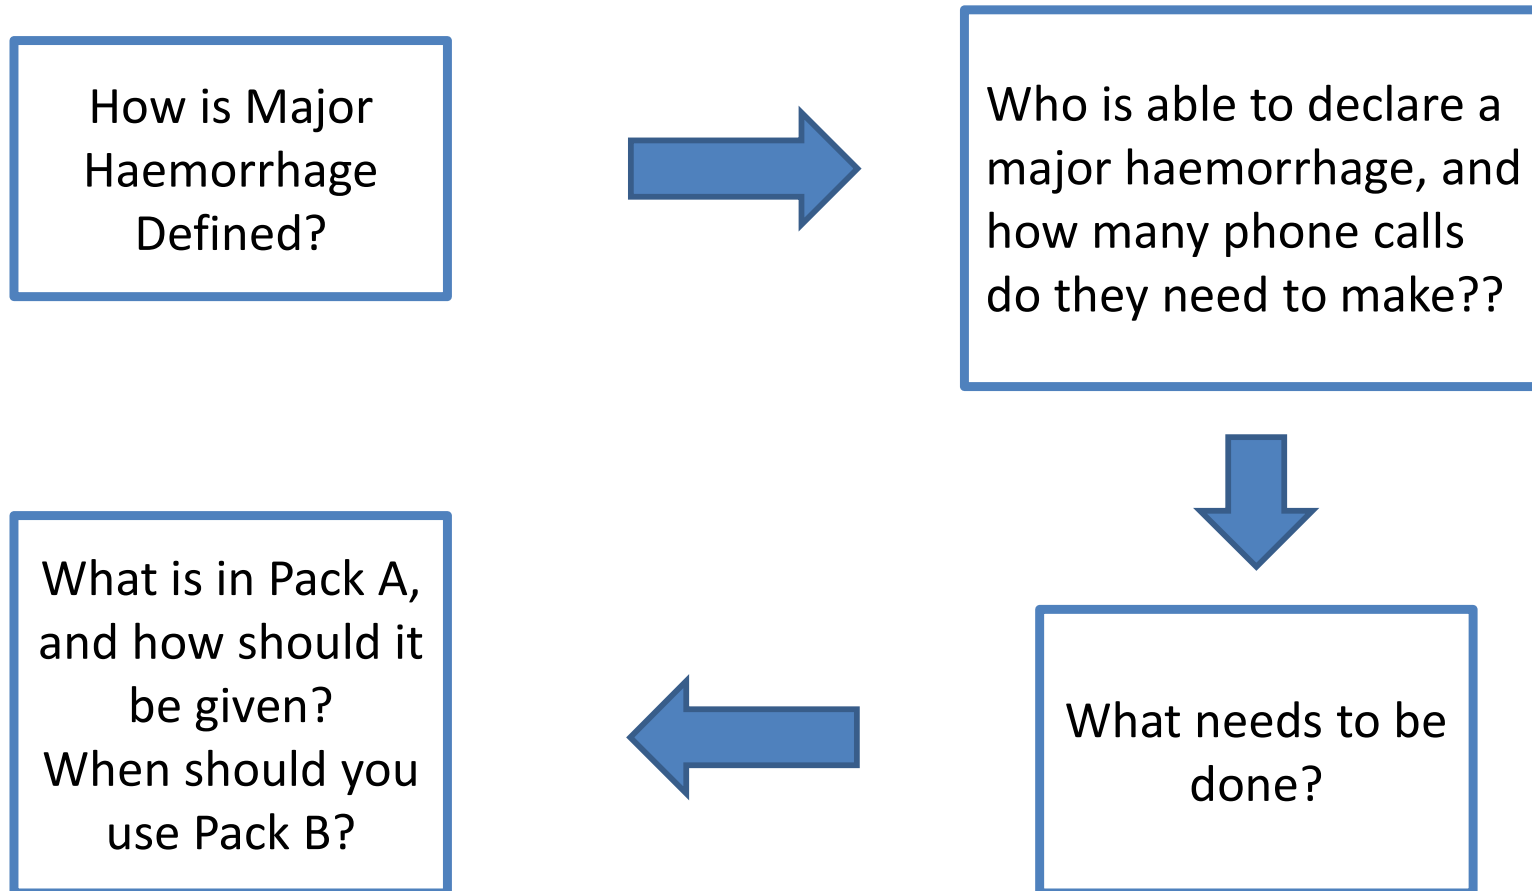 How is Major
Haemorrhage
Defined?
Who is able to declare a
major haemorrhage, and
how many phone calls
do they need to make??
What needs to be
done?
What is in Pack A,
and how should it
be given?
When should you
use Pack B?